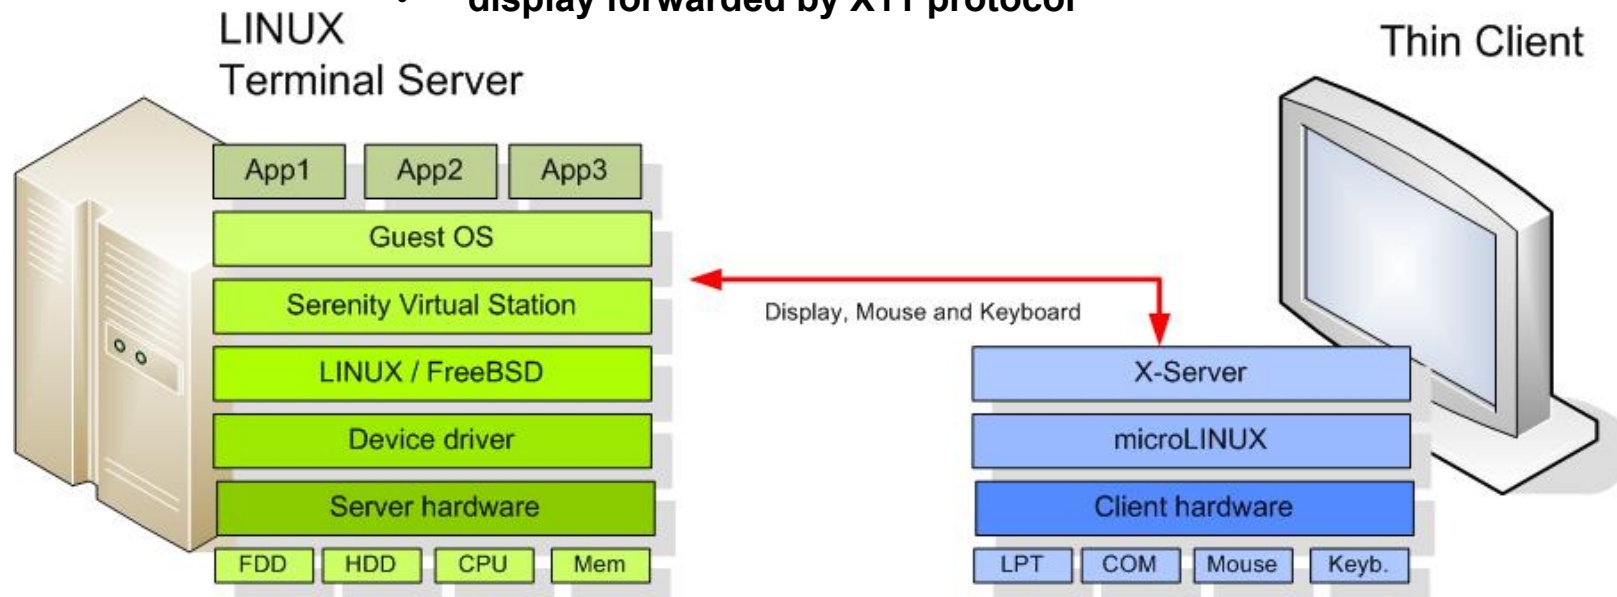 • display forwarded by X11 protocol
LINUX
Terminal Server
Thin Client
App1
App2
App3
Guest OS
Serenity Virtual Station
LINUX / FreeBSD
Device driver
Server hardware
FDD
HDD
CPU
Mem
Display, Mouse and Keyboard
X-Server
microLINUX
Client hardware
LPT
COM
Mouse
Keyb.